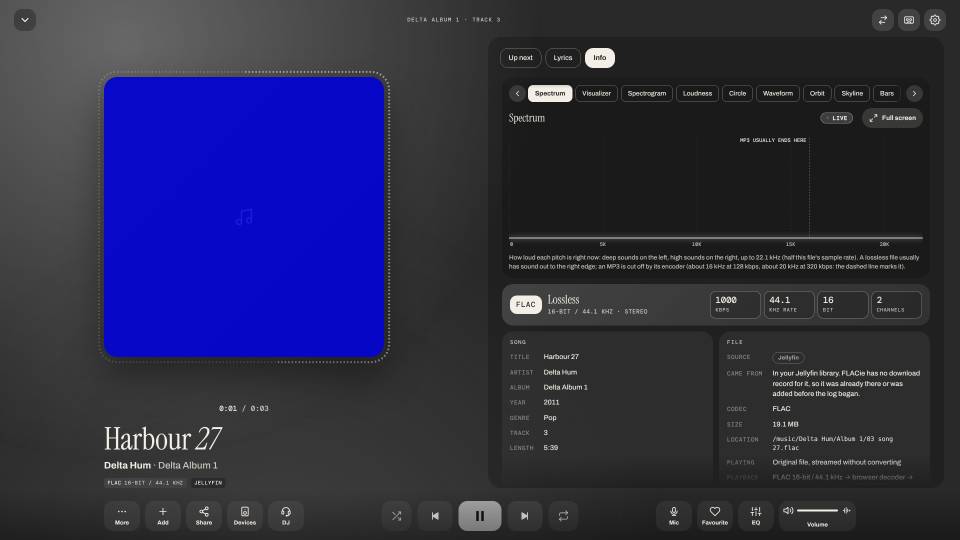 DELTA ALBUM 1 · TRACK 3
Up next
Lyrics
Info
Spectrum
Visualizer
Spectrogram
Loudness
Circle
Waveform
Orbit
Skyline
Bars
Spectrum
LIVE
Full screen
MP3 USUALLY ENDS HERE
0
5K
10K
15K
20K
How loud each pitch is right now: deep sounds on the left, high sounds on the right, up to 22.1 kHz (half this file's sample rate). A lossless file usually
has sound out to the right edge; an MP3 is cut off by its encoder (about 16 kHz at 128 kbps, about 20 kHz at 320 kbps: the dashed line marks it).
FLAC
Lossless
16-BIT / 44.1 KHZ · STEREO
1000
KBPS
44.1
KHZ RATE
16
BIT
2
CHANNELS
SONG
TITLE Harbour 27
ARTIST Delta Hum
ALBUM Delta Album 1
YEAR 2011
GENRE Pop
TRACK 3
LENGTH 5:39
FILE
SOURCE Jellyfin
CAME FROM In your Jellyfin library. FLACie has no download
record for it, so it was already there or was
added before the log began.
CODEC FLAC
SIZE 19.1 MB
LOCATION /music/Delta Hum/Album 1/03 song
27.flac
PLAYING Original file, streamed without converting
PLAYBACK FLAC 16-bit / 44.1 kHz → browser decoder →
0:01 / 0:03
Harbour 27
Delta Hum · Delta Album 1
FLAC 16-BIT / 44.1 KHZ
JELLYFIN
More
Add
Share
Devices
DJ
Mic
Favourite
EQ
Volume